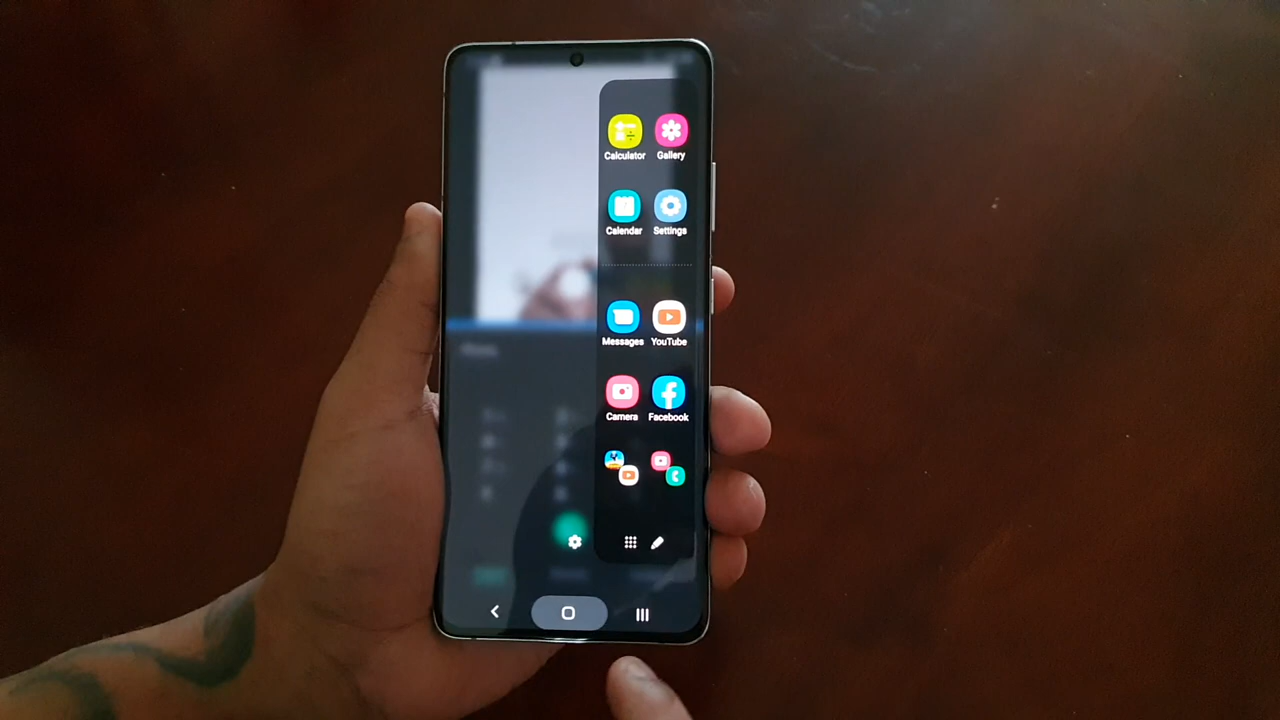 Calculator Gallery
Calendar Settings
Messages YouTube
Camera Facebook